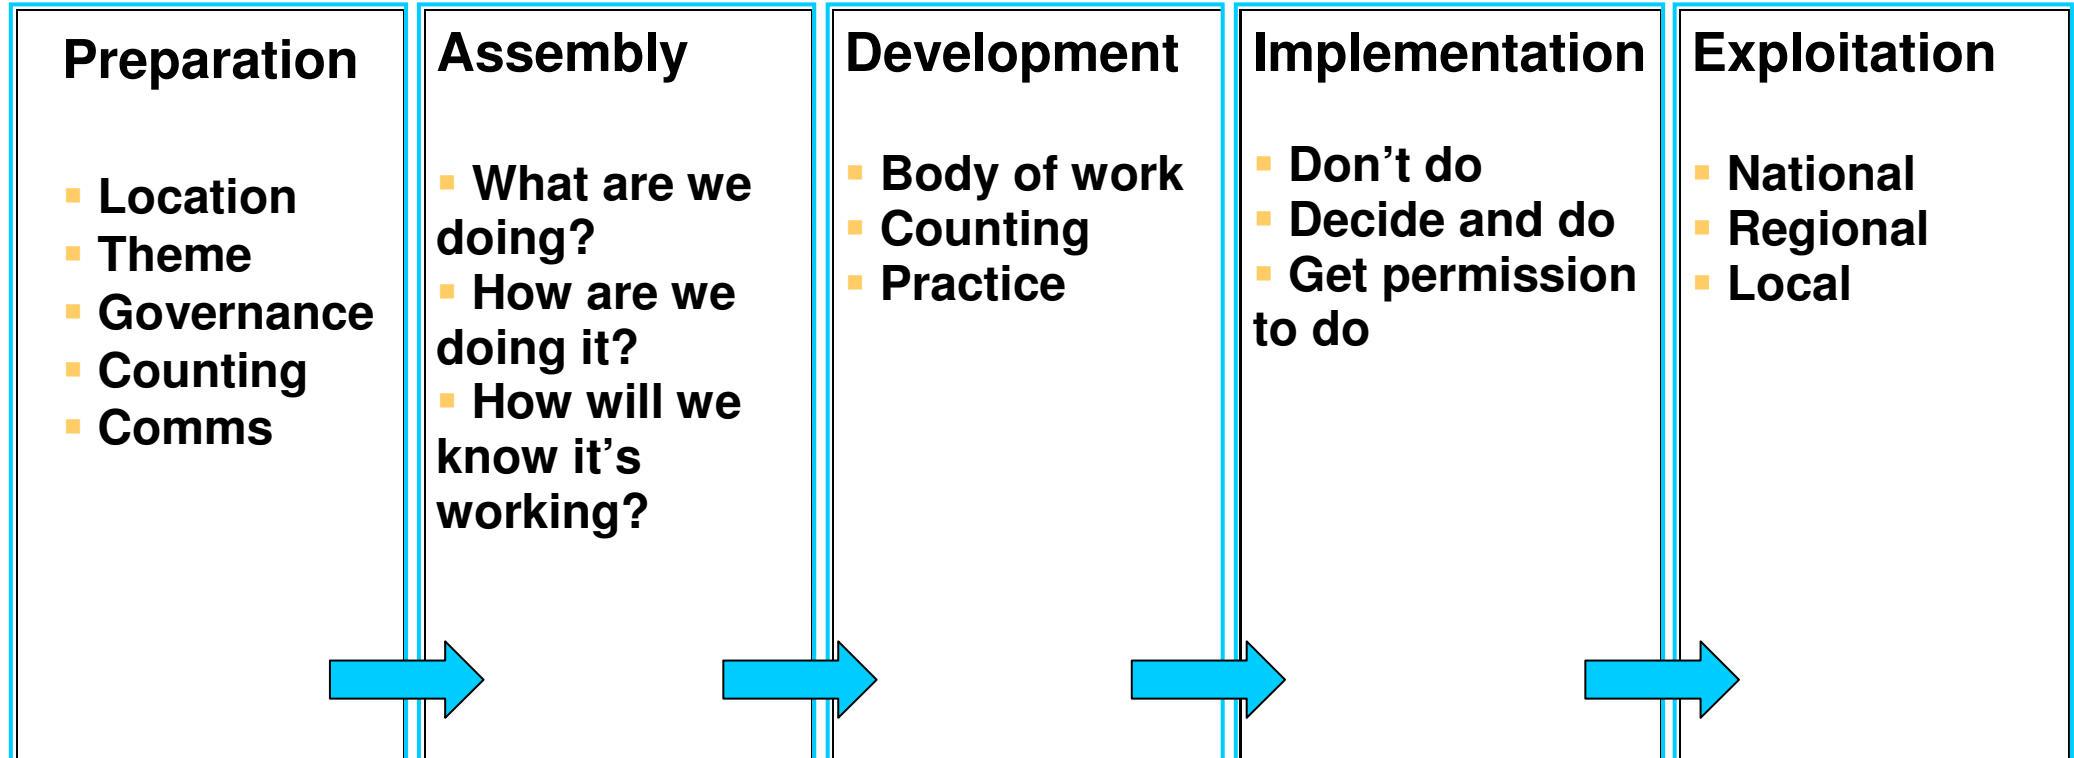 Preparation
▪ Location
▪ Theme
▪ Governance
▪ Counting
▪ Comms
Assembly
▪ What are we
doing?
▪ How are we
doing it?
▪ How will we
know it’s
working?
Development
▪ Body of work
▪ Counting
▪ Practice
Implementation
▪ Don’t do
▪ Decide and do
▪ Get permission
to do
Exploitation
▪ National
▪ Regional
▪ Local